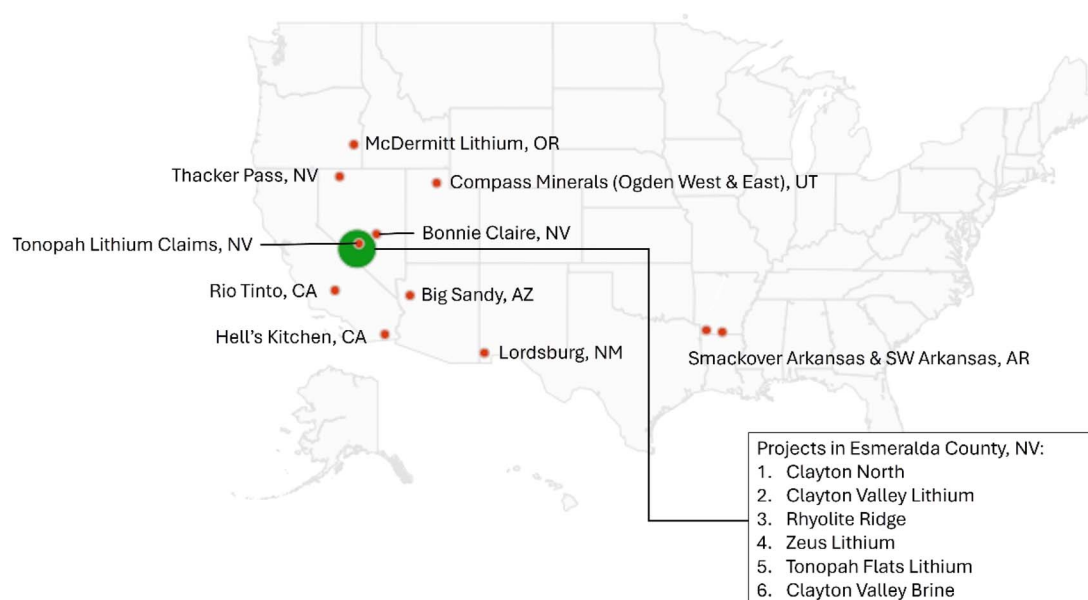 McDermitt Lithium, OR
Thacker Pass, NV
Compass Minerals (Ogden West & East), UT
Bonnie Claire, NV
Tonopah Lithium Claims, NV
Rio Tinto, CA
Big Sandy, AZ
Hell's Kitchen, CA
Lordsburg, NM
Smackover Arkansas & SW Arkansas, AR
Projects in Esmeralda County, NV:
1. Clayton North
2. Clayton Valley Lithium
3. Rhyolite Ridge
4. Zeus Lithium
5. Tonopah Flats Lithium
6. Clayton Valley Brine